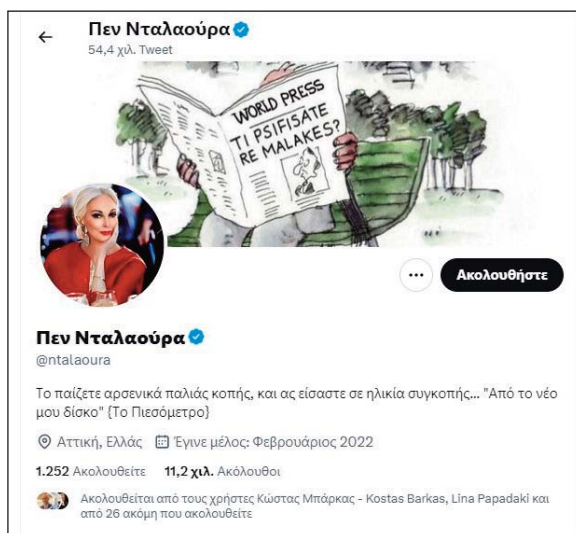 Πεν Νταλαούρα
54,4 χιλ. Tweet
WORLD PRESS
TI PSIFISATE
RE MALAKES?
Ακολουθήστε
Πεν Νταλαούρα
@ntalaoura
Το παίζετε αρσενικά παλιάς κοπής, και ας είσαστε σε ηλικία συγκοπής... "Από το νέο
μου δίσκο" {Το Πιεσόμετρο}
Αττική, Ελλάς Έγινε μέλος: Φεβρουάριος 2022
1.252 Ακολουθείτε 11,2 χιλ. Ακόλουθοι
Ακολουθείται από τους χρήστες Κώστας Μπάρκας - Kostas Barkas, Lina Papadaki και
από 26 ακόμη που ακολουθείτε